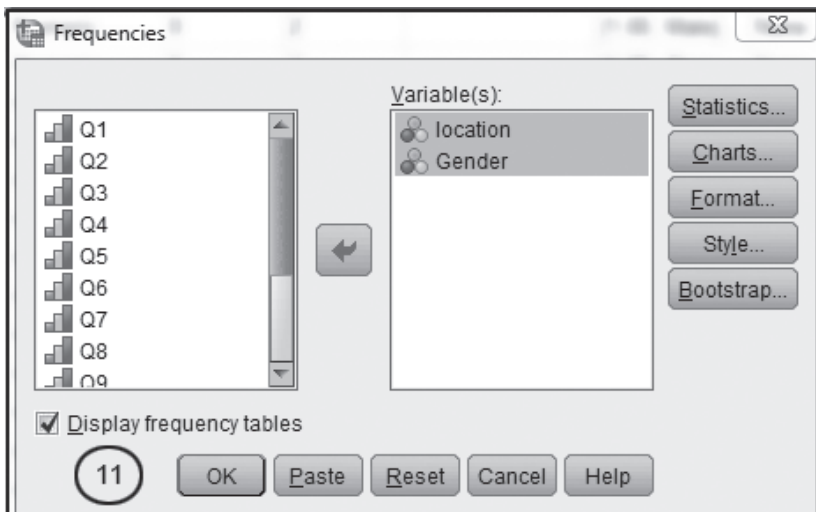 Frequencies
Variable(s):
Q1
Q2
Q3
Q4
Q5
Q6
Q7
Q8
Q9
location
Gender
Statistics...
Charts...
Format...
Style...
Bootstrap...
Display frequency tables
11
OK
Paste
Reset
Cancel
Help